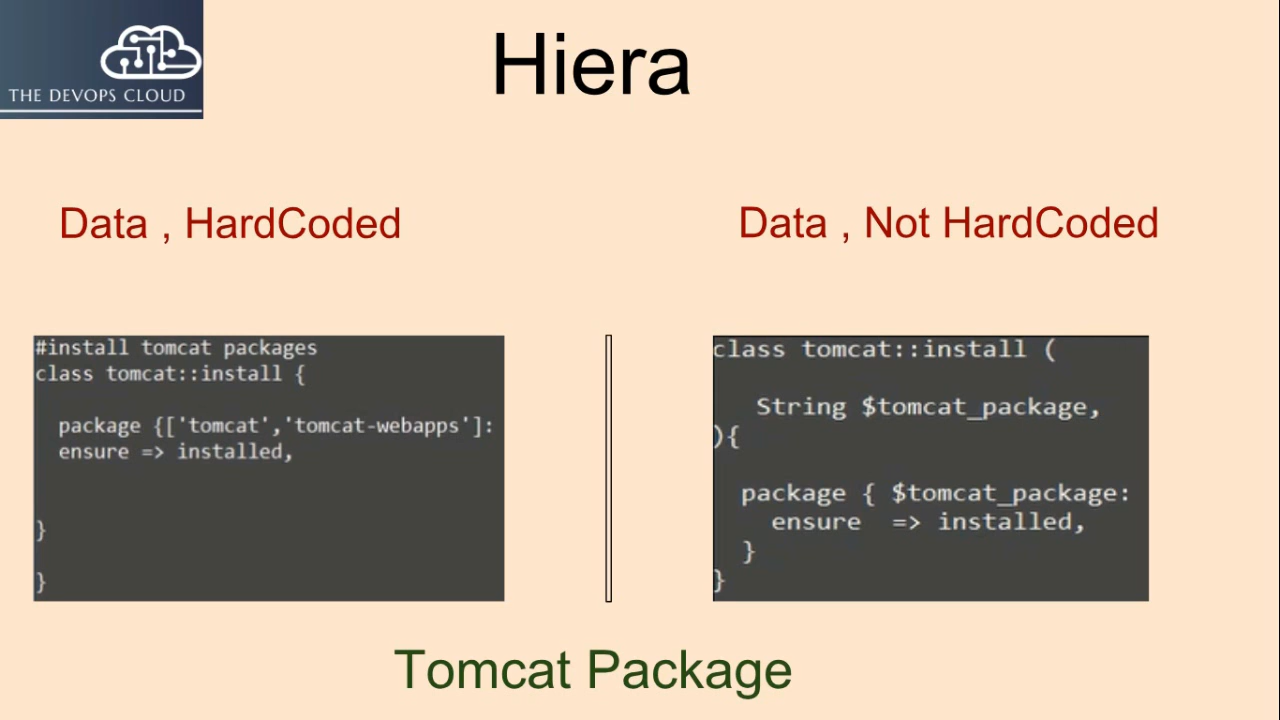 THE DEVOPS CLOUD
Hiera
Data , HardCoded
#install tomcat packages
class tomcat::install {
package {['tomcat','tomcat-webapps']:
ensure => installed,
}
}
Data , Not HardCoded
class tomcat::install (
String $tomcat_package,
){
package { $tomcat_package:
ensure => installed,
}
}
Tomcat Package